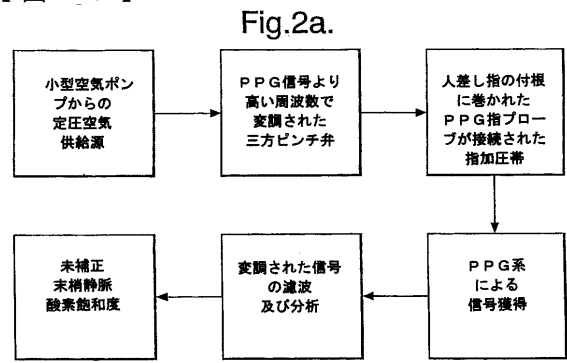 Fig.2a.
小型空気ポン
プからの
定圧空気
供給源
PPG信号より
高い周波数で
変調された
三方ピンチ弁
人差し指の付根
に巻かれた
PPG指プロー
ブが接続された
指加圧帯
PPG系
による
信号獲得
変調された信号
の濾波
及び分析
未補正
末梢静脈
酸素飽和度